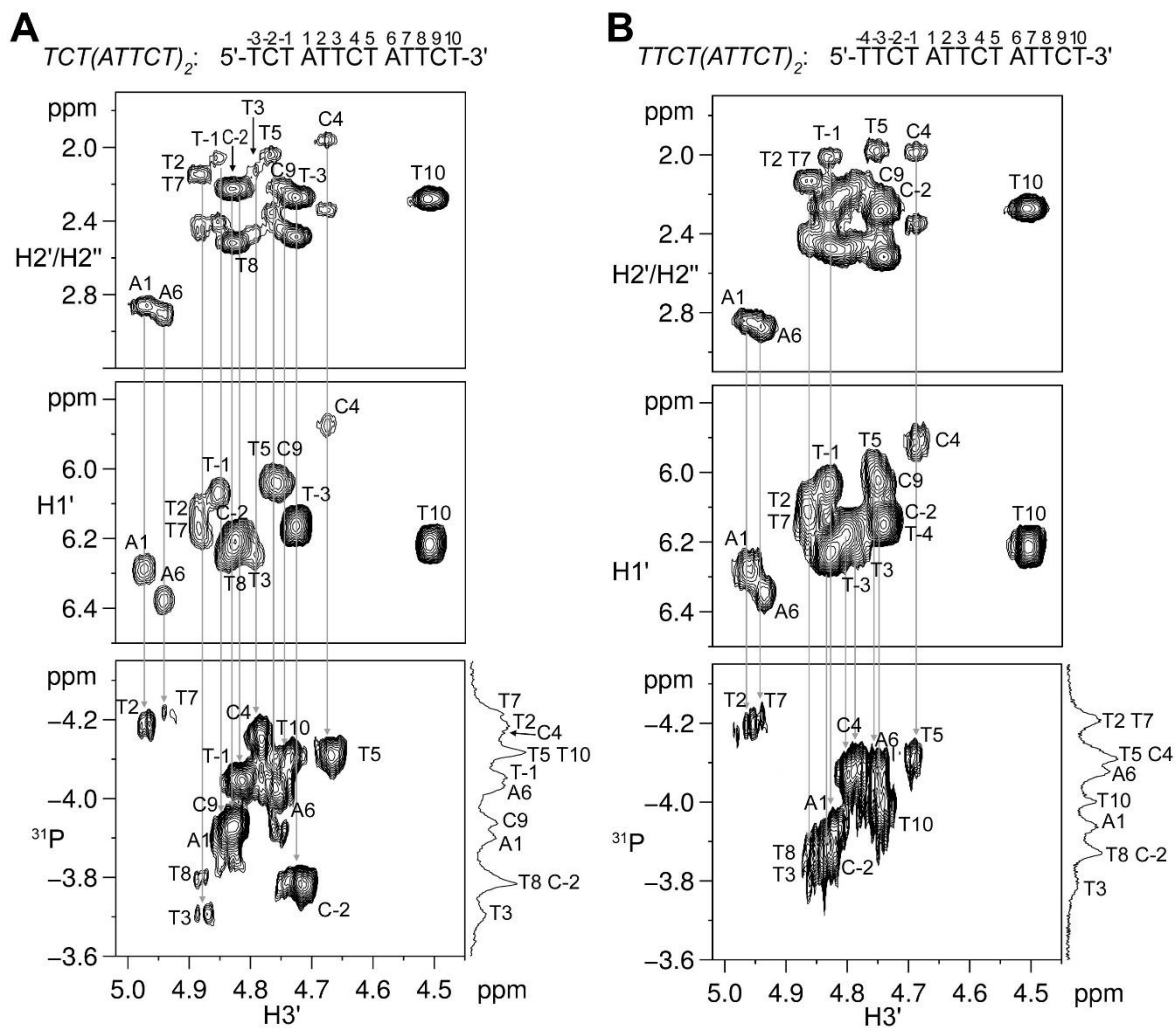 A
-3-2-1 1 2 3 4 5 6 7 8 9 10
TCT(ATTCT)2: 5'-TCT ATTCT ATTCT-3'
ppm
2.0
2.4
H2'/H2"
2.8
T-1
C-2
T3
T5
C4
T2
T7
C9
T-3
T10
T8
A1
A6
ppm
6.0
H1'
6.2
6.4
C4
T5 C9
T-1
T2
T7
C-2
T-3
T10
A1
A6
T8 T3
ppm
–4.2
–4.0
31P
–3.8
–3.6
T2
T7
C4
T10
T5
T-1
C9
A6
A1
T8
C-2
T3
T7
T2
C4
T5 T10
T-1
A6
C9
A1
T8 C-2
T3
5.0 4.9 4.8 4.7 4.6 4.5 ppm
H3'
B
-4-3-2-1 1 2 3 4 5 6 7 8 9 10
TTCT(ATTCT)2: 5'-TTCT ATTCT ATTCT-3'
ppm
2.0
2.4
H2'/H2"
2.8
T-1
T5
C4
T2 T7
C9
C-2
T10
A1
A6
ppm
6.0
H1'
6.2
6.4
T5
C4
T-1
C9
T2
T7
C-2
T-4
T10
A1
T3
T-3
A6
ppm
–4.2
–4.0
31P
–3.8
–3.6
T2
T7
C4
A6
T5
A1
T10
T8
T3
C-2
T2 T7
T5 C4
A6
T10
A1
T8 C-2
T3
5.0 4.9 4.8 4.7 4.6 4.5 ppm
H3'